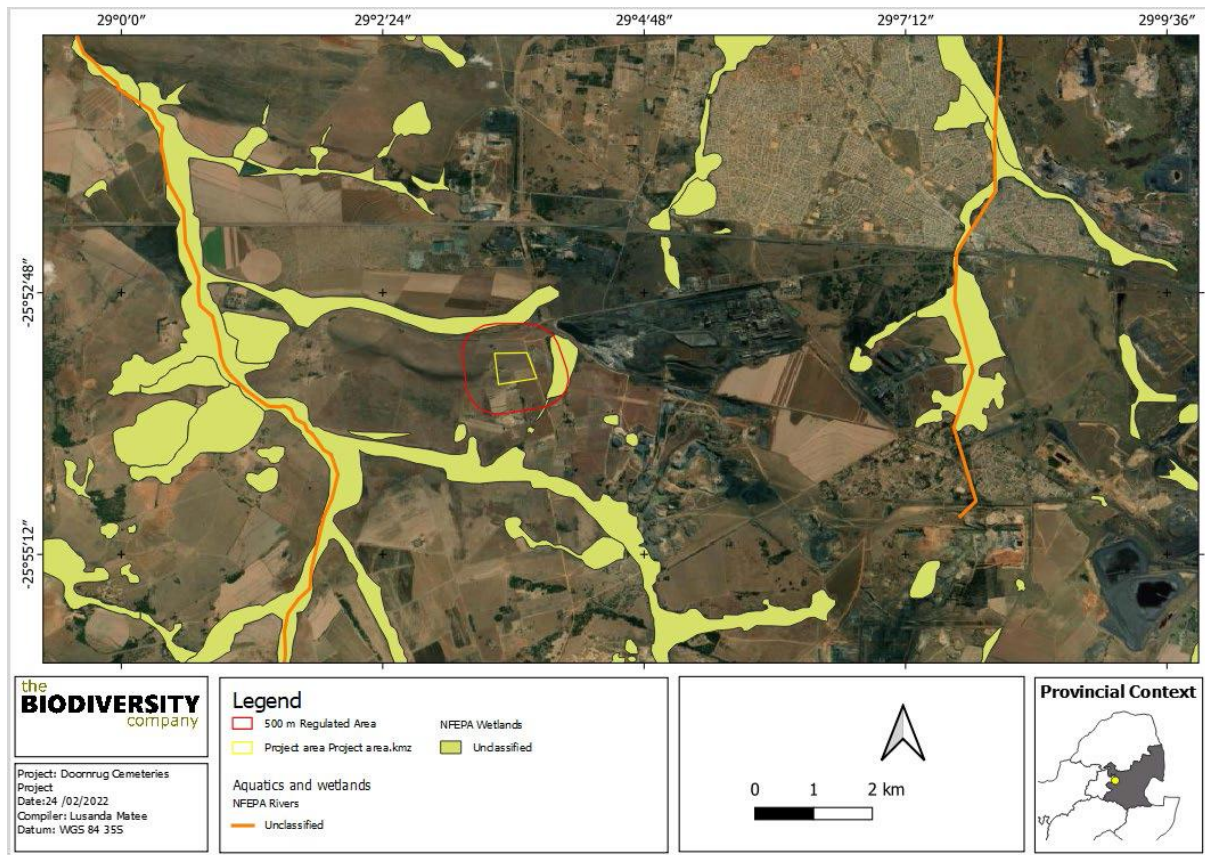 29°0′0″
29°2′24″
29°4′48″
29°7′12″
29°9′36″
-25°52′48″
-25°55′12″
the
BIODIVERSITY
company
Project: Doornrug Cemeteries
Project
Date:24 /02/2022
Compiler: Lusanda Matee
Datum: WGS 84 35S
Legend
500 m Regulated Area
Project area Project area.kmz
Aquatics and wetlands
NFEPA Rivers
Unclassified
NFEPA Wetlands
Unclassified
0 1 2 km
Provincial Context